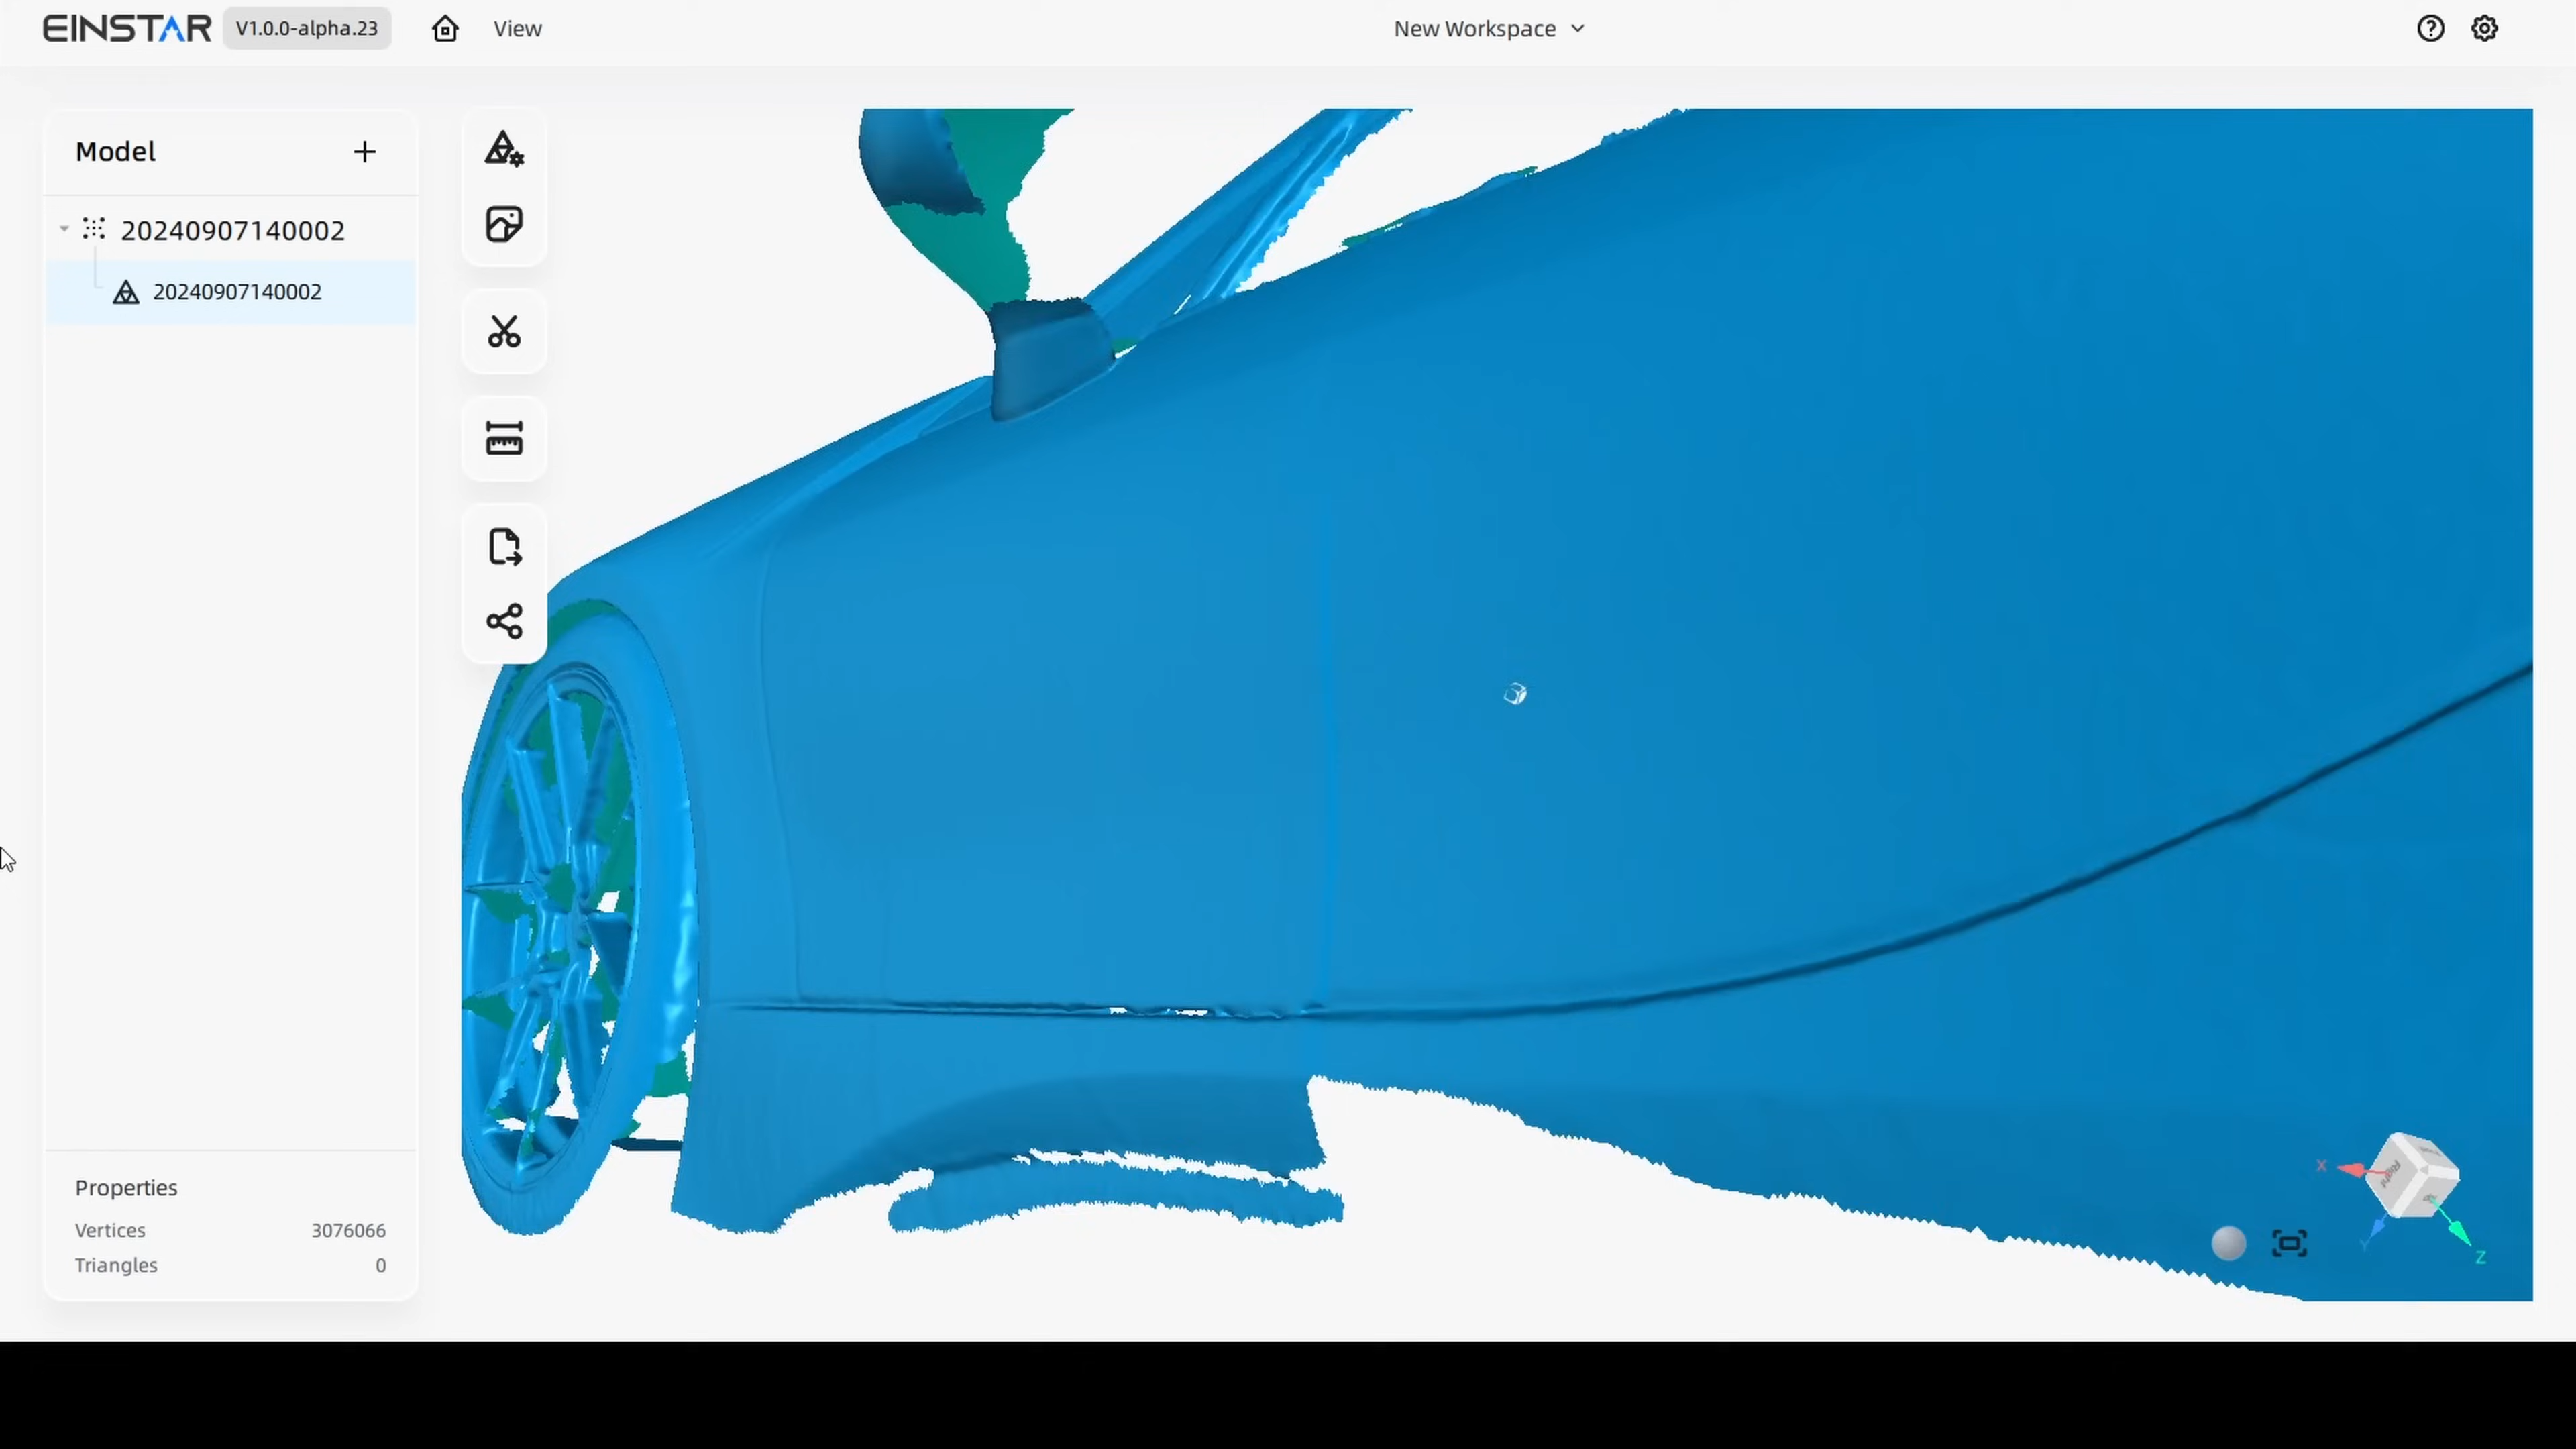 EINSTAR V1.0.0-alpha.23 View New Workspace
Model
20240907140002
20240907140002
Properties
Vertices 3076066
Triangles 0
X
Y
Z